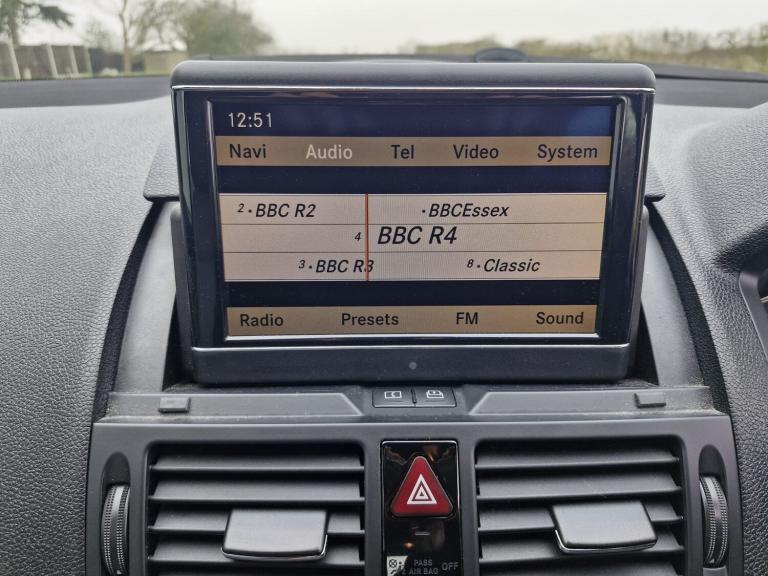 12:51
Navi Audio Tel Video System
2·BBC R2 ·BBCEssex
4 BBC R4
3·BBC R3 8·Classic
Radio Presets FM Sound
PASS
AIR BAG OFF